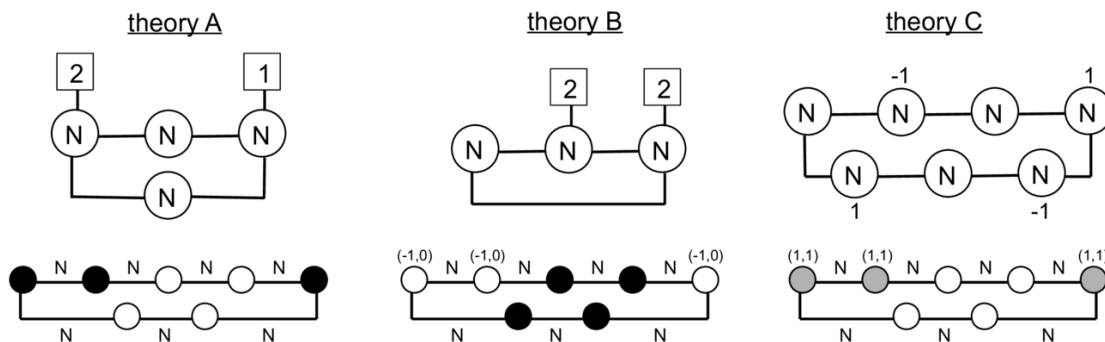 theory A theory B theory C
2 1
2 2
-1 1
N N N
N N N
N N N N
N
N N N
1 -1
N N N N
(-1,0) (-1,0) (-1,0)
N N N N
(1,1) (1,1) (1,1)
N N N N
N N N
N N N
N N N